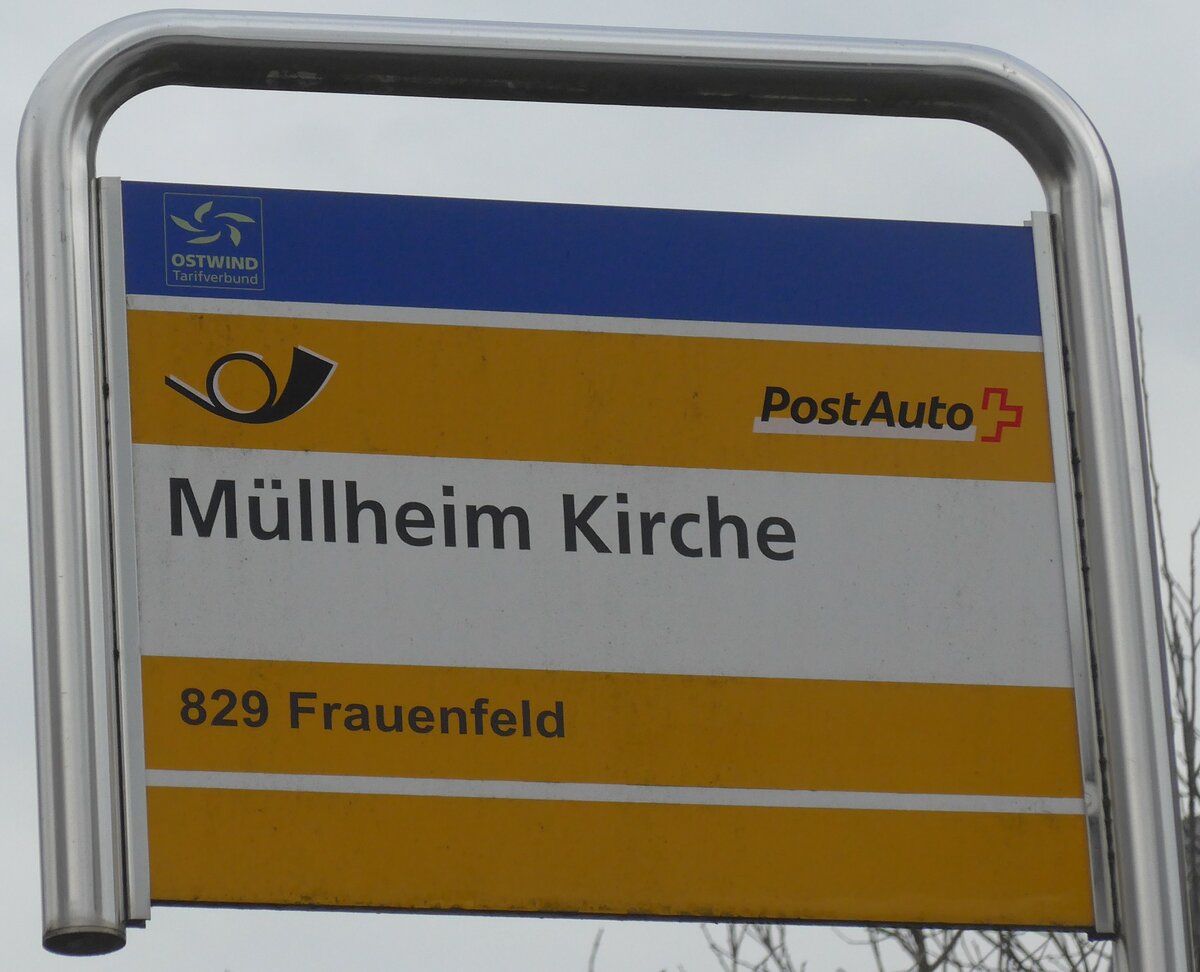 OSTWIND
Tarifverbund
PostAuto
Müllheim Kirche
829 Frauenfeld